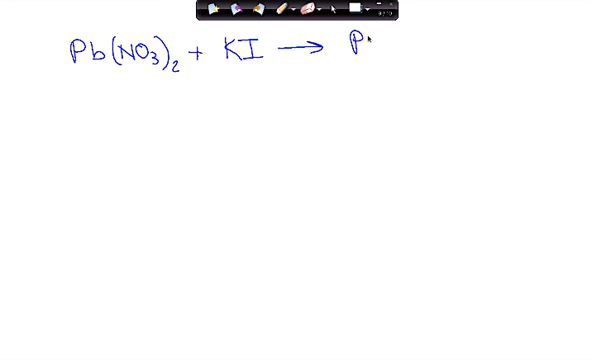 Pb(NO₃)₂ + KI → P